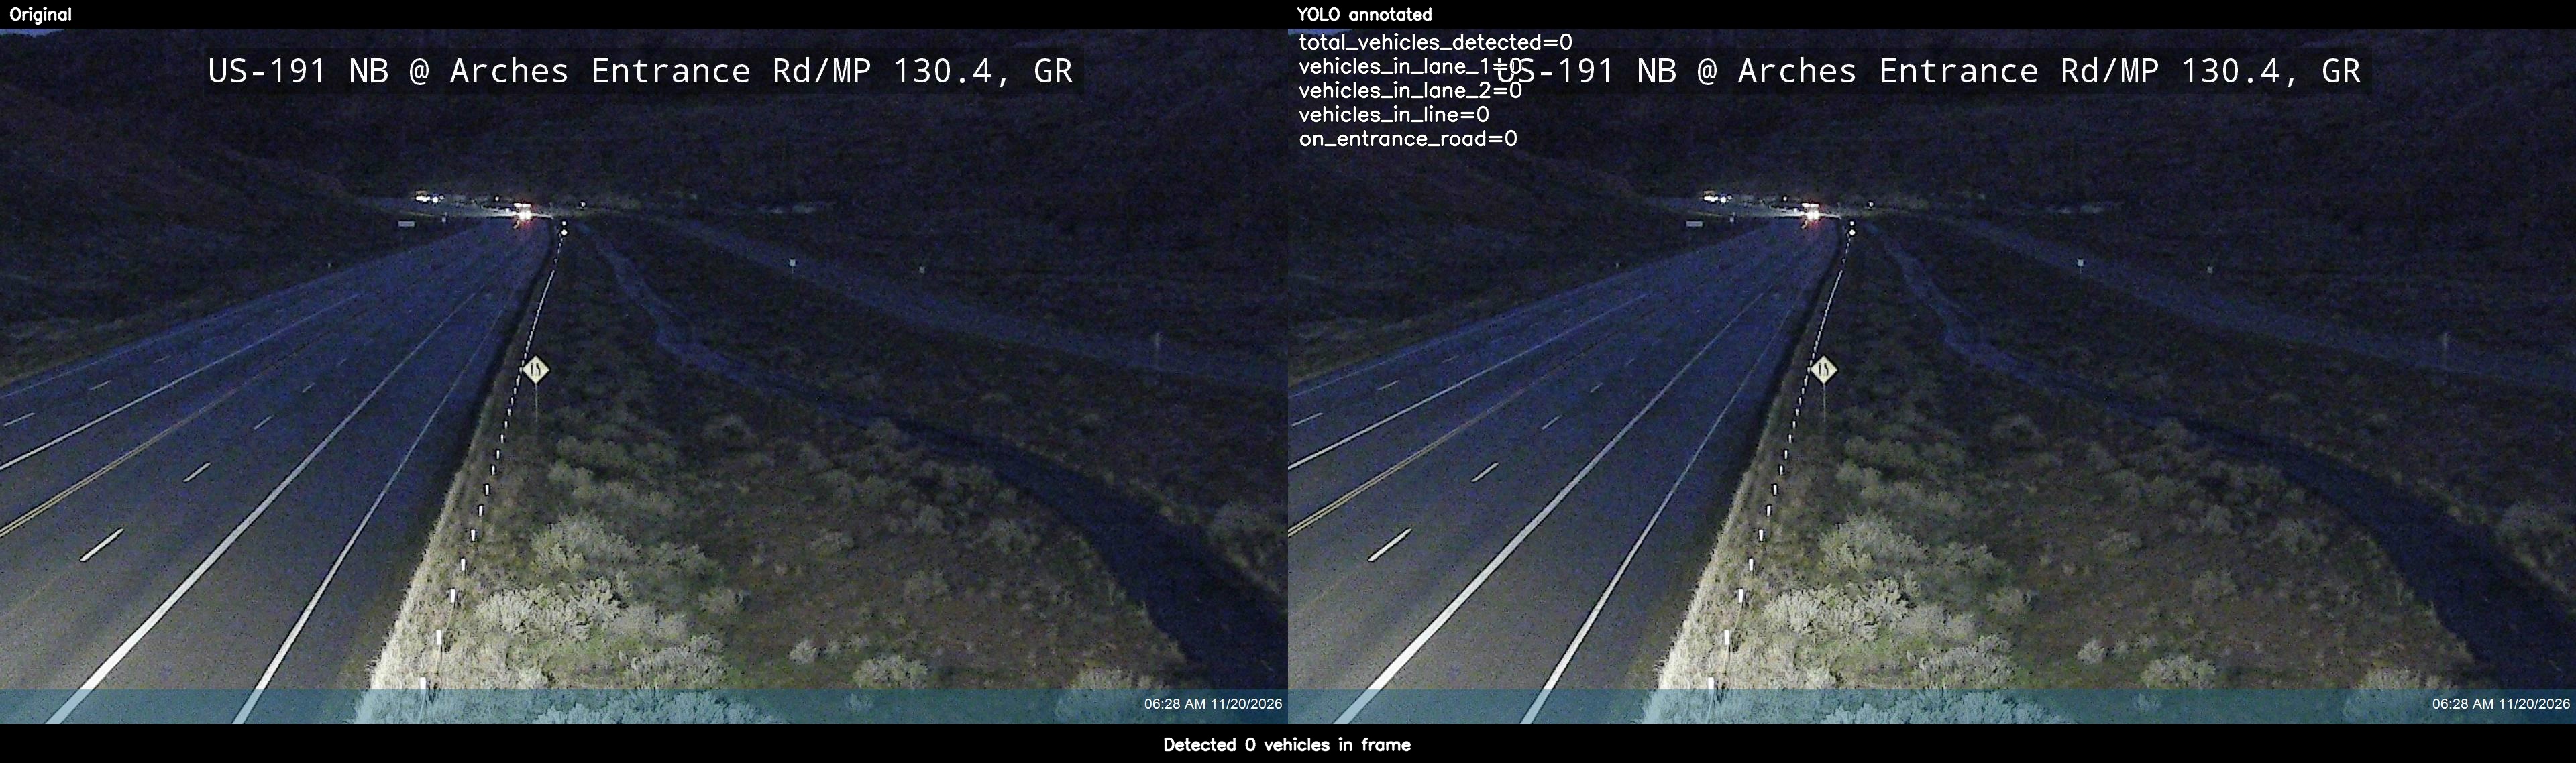 Original
US-191 NB @ Arches Entrance Rd/MP 130.4, GR
06:28 AM 11/20/2026
YOLO annotated
total_vehicles_detected=0
vehicles_in_lane_1=0
US-191 NB @ Arches Entrance Rd/MP 130.4, GR
vehicles_in_lane_2=0
vehicles_in_line=0
on_entrance_road=0
06:28 AM 11/20/2026
Detected 0 vehicles in frame